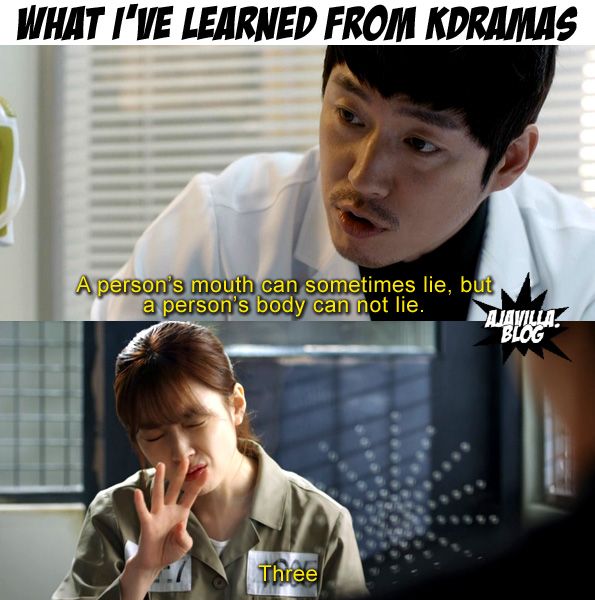 WHAT I'VE LEARNED FROM KDRAMAS
A person's mouth can sometimes lie, but
a person's body can not lie.
AJAVILLA.
BLOG
Three